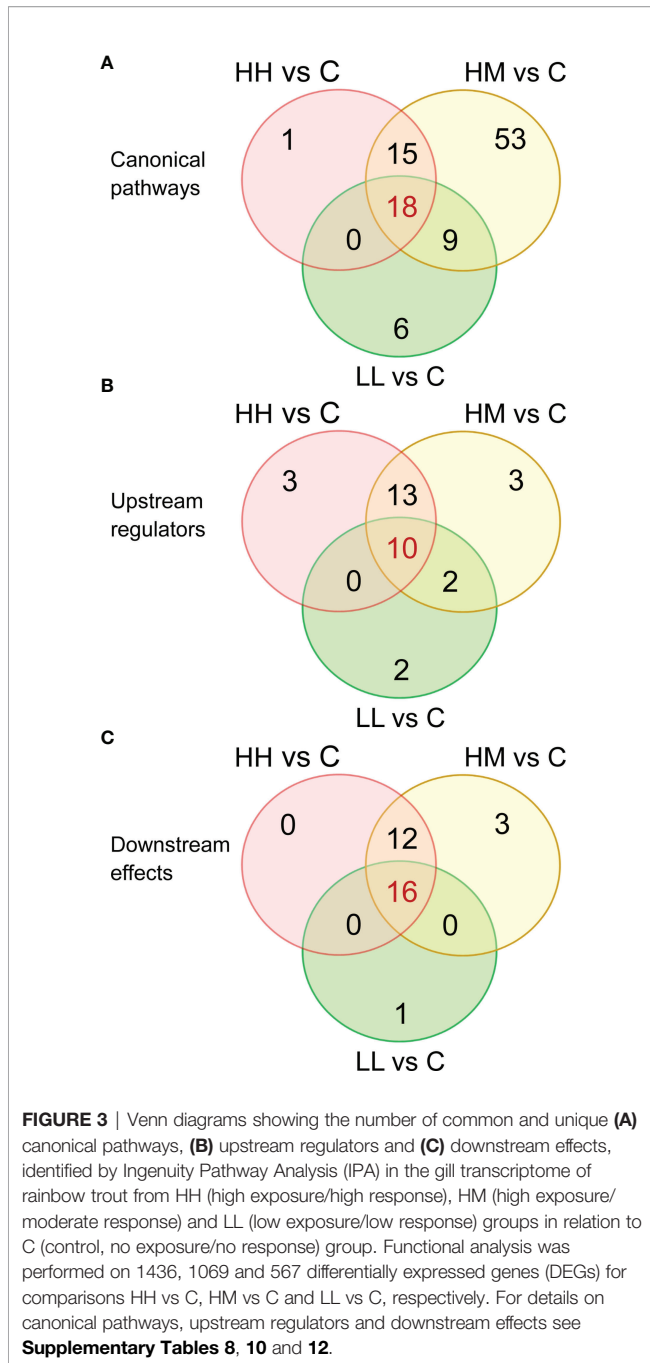 A
HH vs C
HM vs C
Canonical
pathways
1
15
53
18
0
9
6
LL vs C
B
HH vs C
HM vs C
Upstream
regulators
3
13
3
10
0
2
2
LL vs C
C
HH vs C
HM vs C
Downstream
effects
0
12
3
16
0
0
1
LL vs C
FIGURE 3 | Venn diagrams showing the number of common and unique (A)
canonical pathways, (B) upstream regulators and (C) downstream effects,
identified by Ingenuity Pathway Analysis (IPA) in the gill transcriptome of
rainbow trout from HH (high exposure/high response), HM (high exposure/
moderate response) and LL (low exposure/low response) groups in relation to
C (control, no exposure/no response) group. Functional analysis was
performed on 1436, 1069 and 567 differentially expressed genes (DEGs) for
comparisons HH vs C, HM vs C and LL vs C, respectively. For details on
canonical pathways, upstream regulators and downstream effects see
Supplementary Tables 8, 10 and 12.